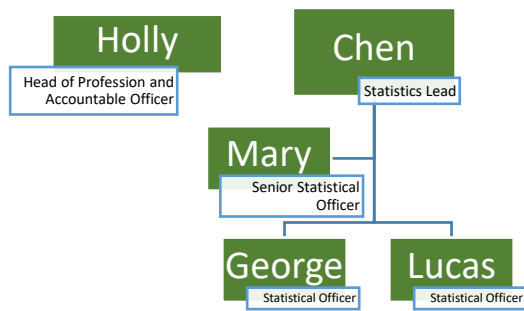 Holly
Head of Profession and
Accountable Officer
Chen
Statistics Lead
Mary
Senior Statistical
Officer
George
Statistical Officer
Lucas
Statistical Officer